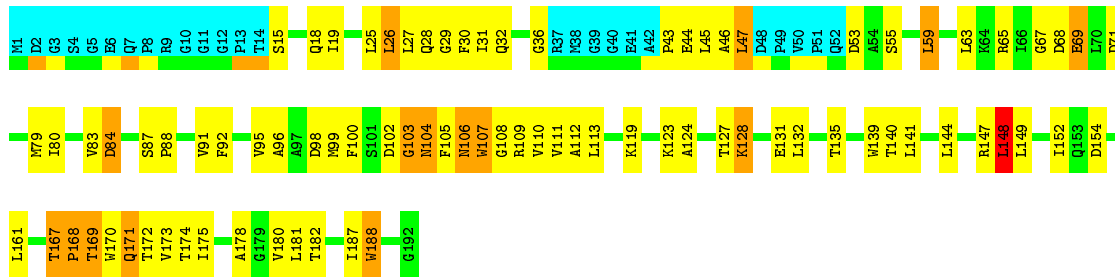 M1 D2 G3 S4 G5 E6 Q7 P8 R9 G10 G11 G12 P13 T14 S15 Q18 I19 L25 L26 L27 Q28 G29 F30 I31 Q32 G36 R37 M38 G39 G40 E41 A42 P43 E44 L45 A46 L47 D48 P49 V50 P51 Q52 D53 A54 S55 L59 L63 K64 R65 I66 G67 D68 E69 L70 D71
M79 I80 V83 D84 S87 P88 V91 F92 V95 A96 A97 D98 M99 F100 S101 D102 G103 N104 F105 N106 W107 G108 R109 V110 V111 A112 L113 K119 K123 A124 T127 K128 E131 L132 T135 W139 T140 L141 L144 R147 L148 L149 I152 Q153 D154
L161 T167 P168 T169 W170 Q171 T172 V173 T174 I175 A178 G179 V180 L181 T182 I187 W188 G192